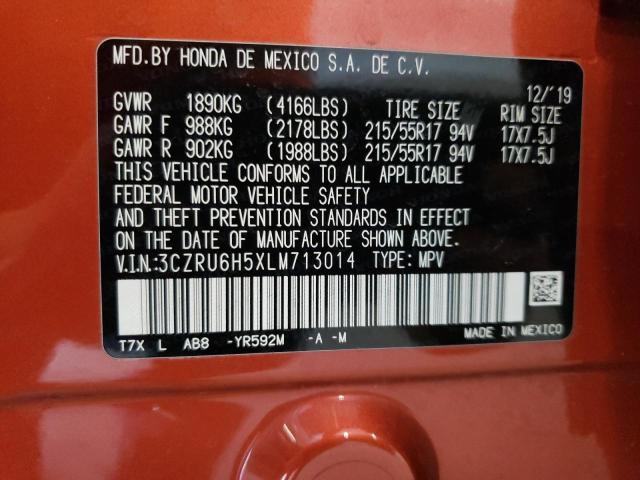 MFD.BY HONDA DE MEXICO S.A. DE C.V.
12/'19
GVWR 1890KG (4166LBS) TIRE SIZE RIM SIZE
GAWR F 988KG (2178LBS) 215/55R17 94V 17X7.5J
GAWR R 902KG (1988LBS) 215/55R17 94V 17X7.5J
THIS VEHICLE CONFORMS TO ALL APPLICABLE
FEDERAL MOTOR VEHICLE SAFETY
AND THEFT PREVENTION STANDARDS IN EFFECT
ON THE DATE OF MANUFACTURE SHOWN ABOVE.
V.I.N.:3CZRU6H5XLM713014 TYPE: MPV
T7X L AB8 -YR592M -A -M MADE IN MEXICO